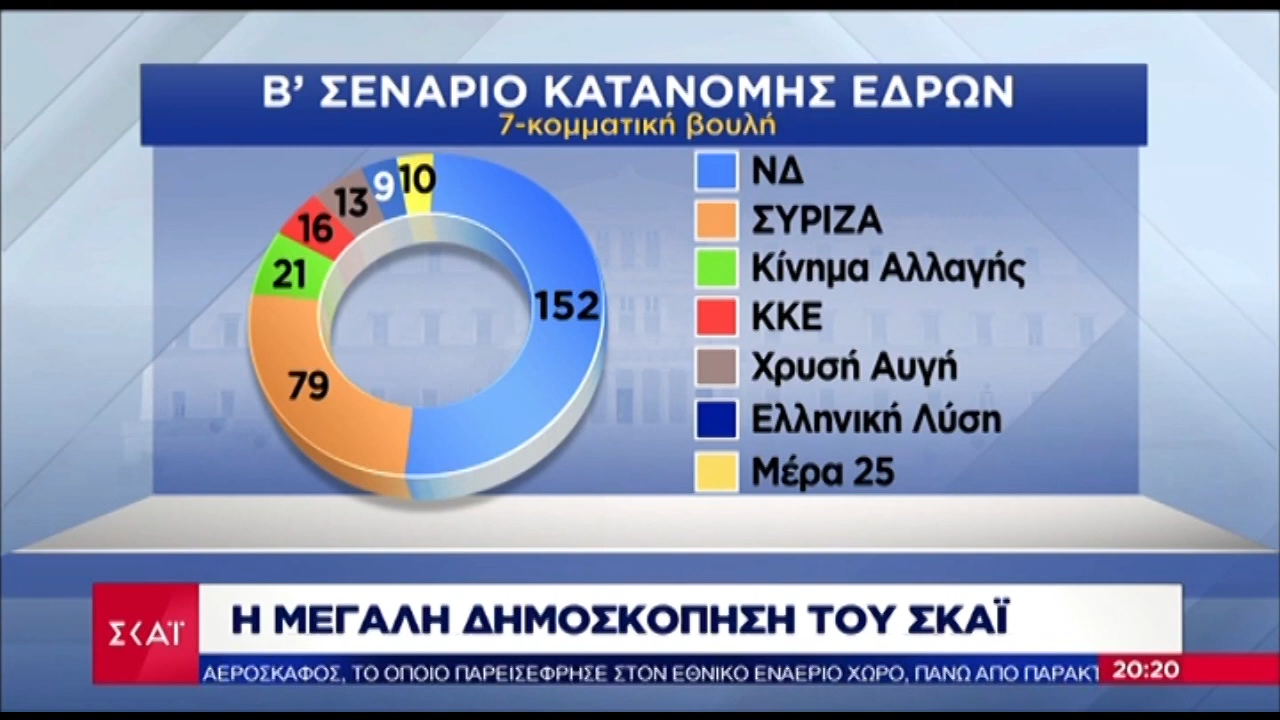 Β’ ΣΕΝΑΡΙΟ ΚΑΤΑΝΟΜΗΣ ΕΔΡΩΝ
7-κομματική βουλή
152
79
21
16
13
9
10
ΝΔ
ΣΥΡΙΖΑ
Κίνημα Αλλαγής
ΚΚΕ
Χρυσή Αυγή
Ελληνική Λύση
Μέρα 25
ΣΚΑΪ
Η ΜΕΓΑΛΗ ΔΗΜΟΣΚΟΠΗΣΗ ΤΟΥ ΣΚΑΪ
ΑΕΡΟΣΚΑΦΟΣ, ΤΟ ΟΠΟΙΟ ΠΑΡΕΙΣΕΦΡΗΣΕ ΣΤΟΝ ΕΘΝΙΚΟ ΕΝΑΕΡΙΟ ΧΩΡΟ, ΠΑΝΩ ΑΠΟ ΠΑΡΑΚΤ
20:20